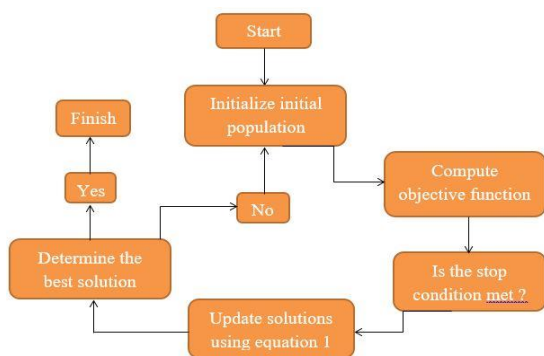 Start
Initialize initial
population
Finish
Compute
objective function
Yes
No
Determine the
best solution
Is the stop
condition met ?
Update solutions
using equation 1